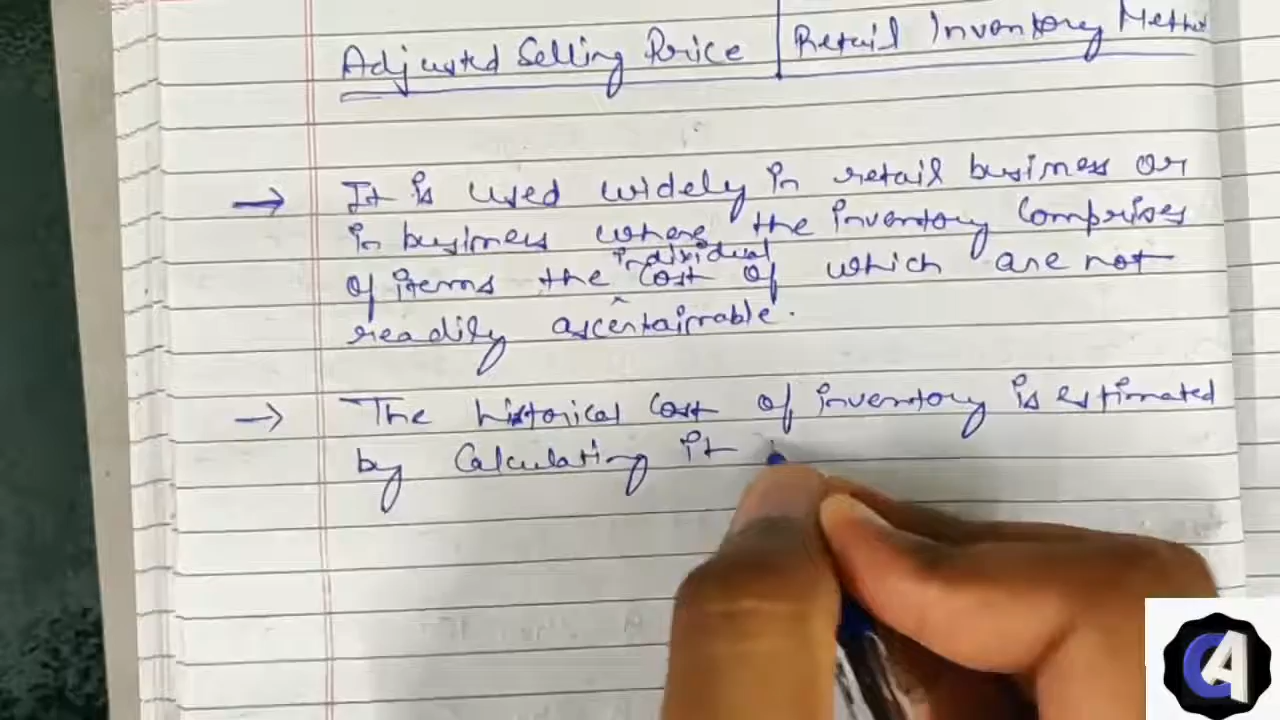 Adjusted Selling Price | Retail Inventory Method
→ It is used widely in retail business or
in business where the inventory comprises
of items the individual cost of which are not
readily ascertainable.
→ The historical cost of inventory is estimated
by calculating it
CA